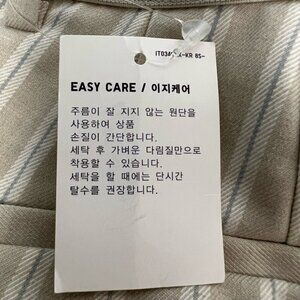 EASY CARE / 이지케어
주름이 잘 지지 않는 원단을
사용하여 상품
손질이 간단합니다.
세탁 후 가벼운 다림질만으로
착용할 수 있습니다.
세탁을 할 때에는 단시간
탈수를 권장합니다.